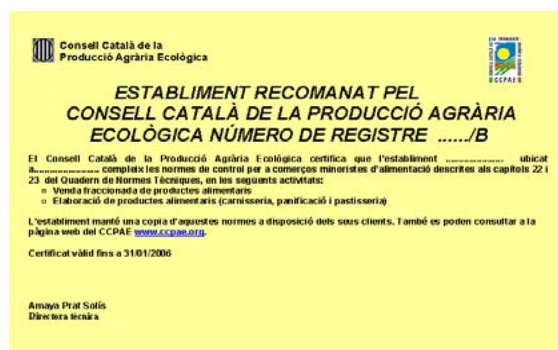 Consell Català de la
Producció Agrària Ecològica
CCPAE
ESTABLIMENT RECOMANAT PEL
CONSELL CATALÀ DE LA PRODUCCIÓ AGRÀRIA
ECOLÒGICA NÚMERO DE REGISTRE ....../B
El Consell Català de la Producció Agrària Ecològica certifica que l'establiment ...................... ubicat
a........................ compleix les normes de control per a comerços minoristes d'alimentació descrites als capítols 22 i
23 del Quadern de Normes Tècniques, en les següents activitats:
Venda fraccionada de productes alimentaris
Elaboració de productes alimentaris (carnisseria, panificació i pastisseria)
L'establiment manté una copia d'aquestes normes a disposició dels seus clients. També es poden consultar a la
pàgina web del CCPAE www.ccpae.org.
Certificat vàlid fins a 31/01/2006
Amaya Prat Solís
Directora tècnica